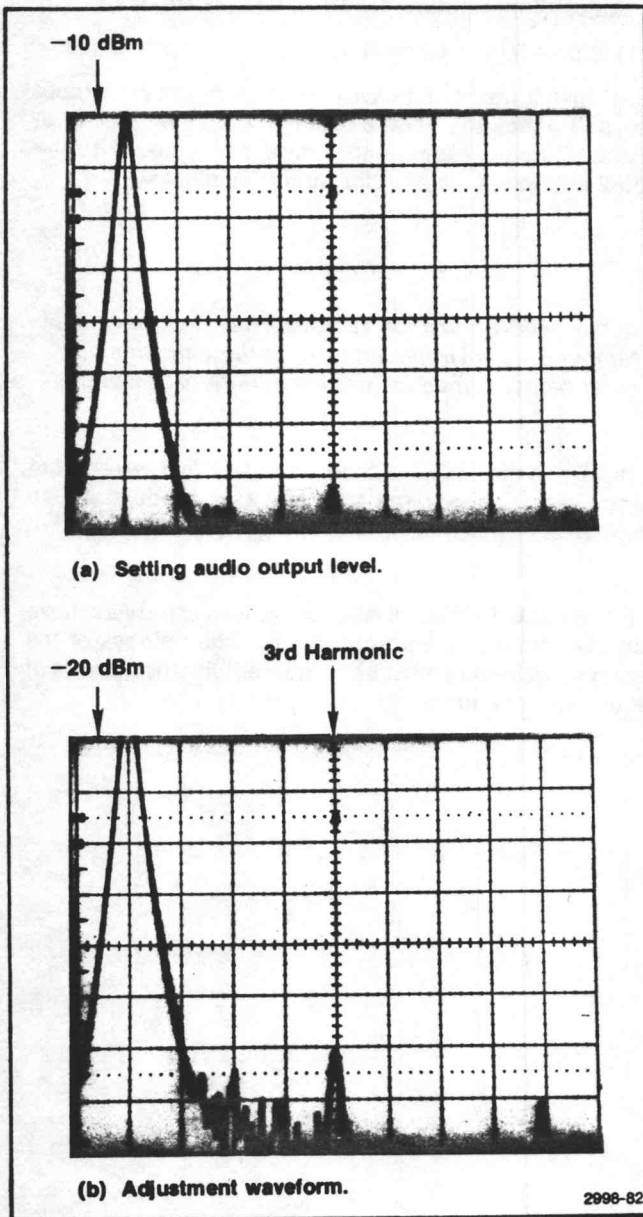 −10 dBm
(a) Setting audio output level.
−20 dBm
3rd Harmonic
(b) Adjustment waveform.
2998-82